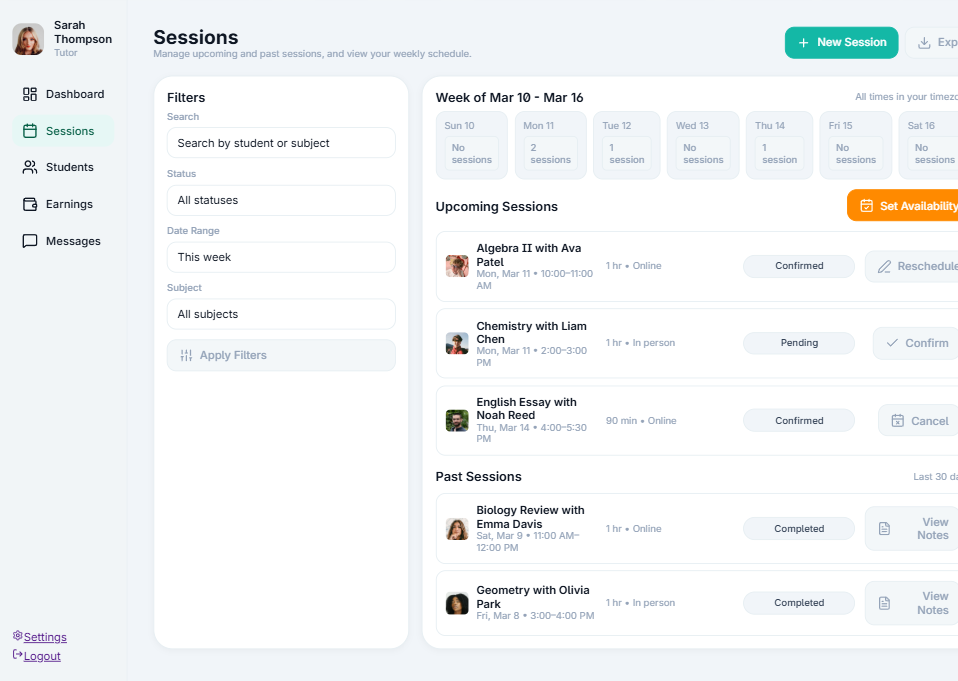 Sarah
Thompson
Tutor
Dashboard
Sessions
Students
Earnings
Messages
Settings
Logout
Sessions
Manage upcoming and past sessions, and view your weekly schedule.
New Session
Exp
Filters
Search
Search by student or subject
Status
All statuses
Date Range
This week
Subject
All subjects
Apply Filters
Week of Mar 10 - Mar 16
All times in your timezo
Sun 10
No
sessions
Mon 11
2
sessions
Tue 12
1
session
Wed 13
No
sessions
Thu 14
1
session
Fri 15
No
sessions
Sat 16
No
sessions
Upcoming Sessions
Set Availability
Algebra II with Ava
Patel
Mon, Mar 11 • 10:00–11:00
AM
1 hr • Online
Confirmed
Reschedule
Chemistry with Liam
Chen
Mon, Mar 11 • 2:00–3:00
PM
1 hr • In person
Pending
Confirm
English Essay with
Noah Reed
Thu, Mar 14 • 4:00–5:30
PM
90 min • Online
Confirmed
Cancel
Past Sessions
Last 30 da
Biology Review with
Emma Davis
Sat, Mar 9 • 11:00 AM–
12:00 PM
1 hr • Online
Completed
View
Notes
Geometry with Olivia
Park
Fri, Mar 8 • 3:00–4:00 PM
1 hr • In person
Completed
View
Notes